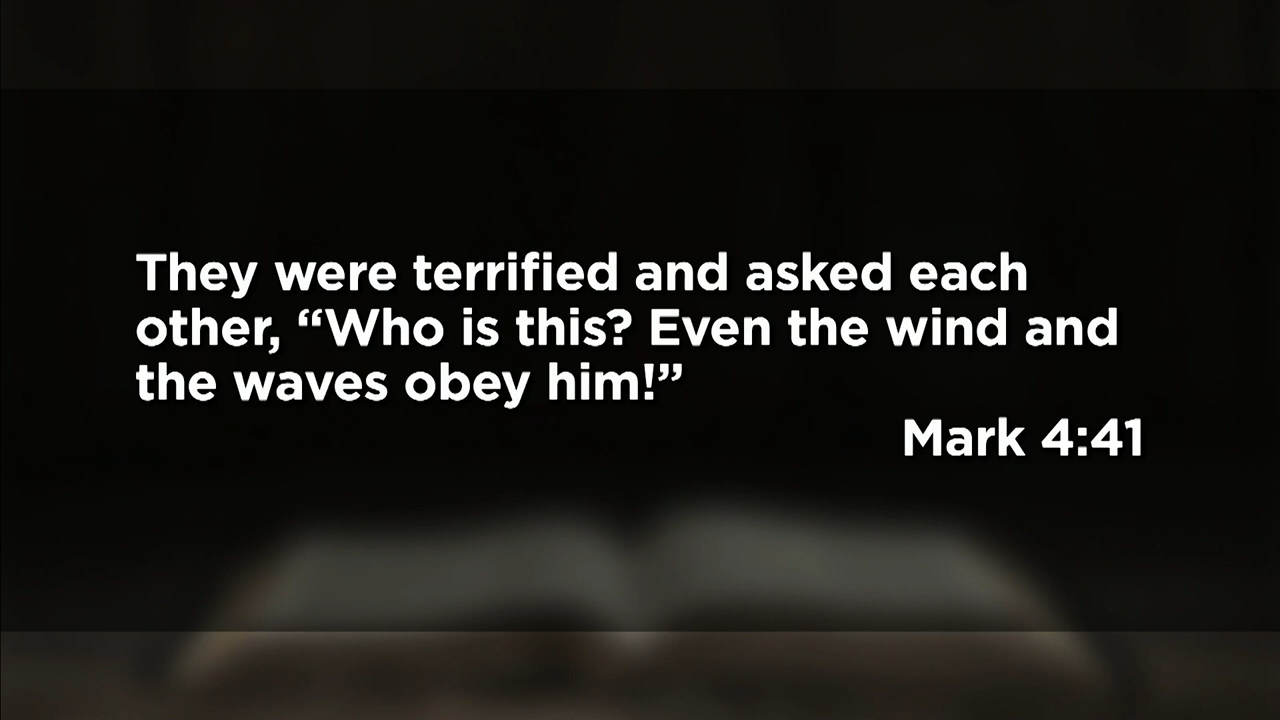 They were terrified and asked each
other, “Who is this? Even the wind and
the waves obey him!”
Mark 4:41